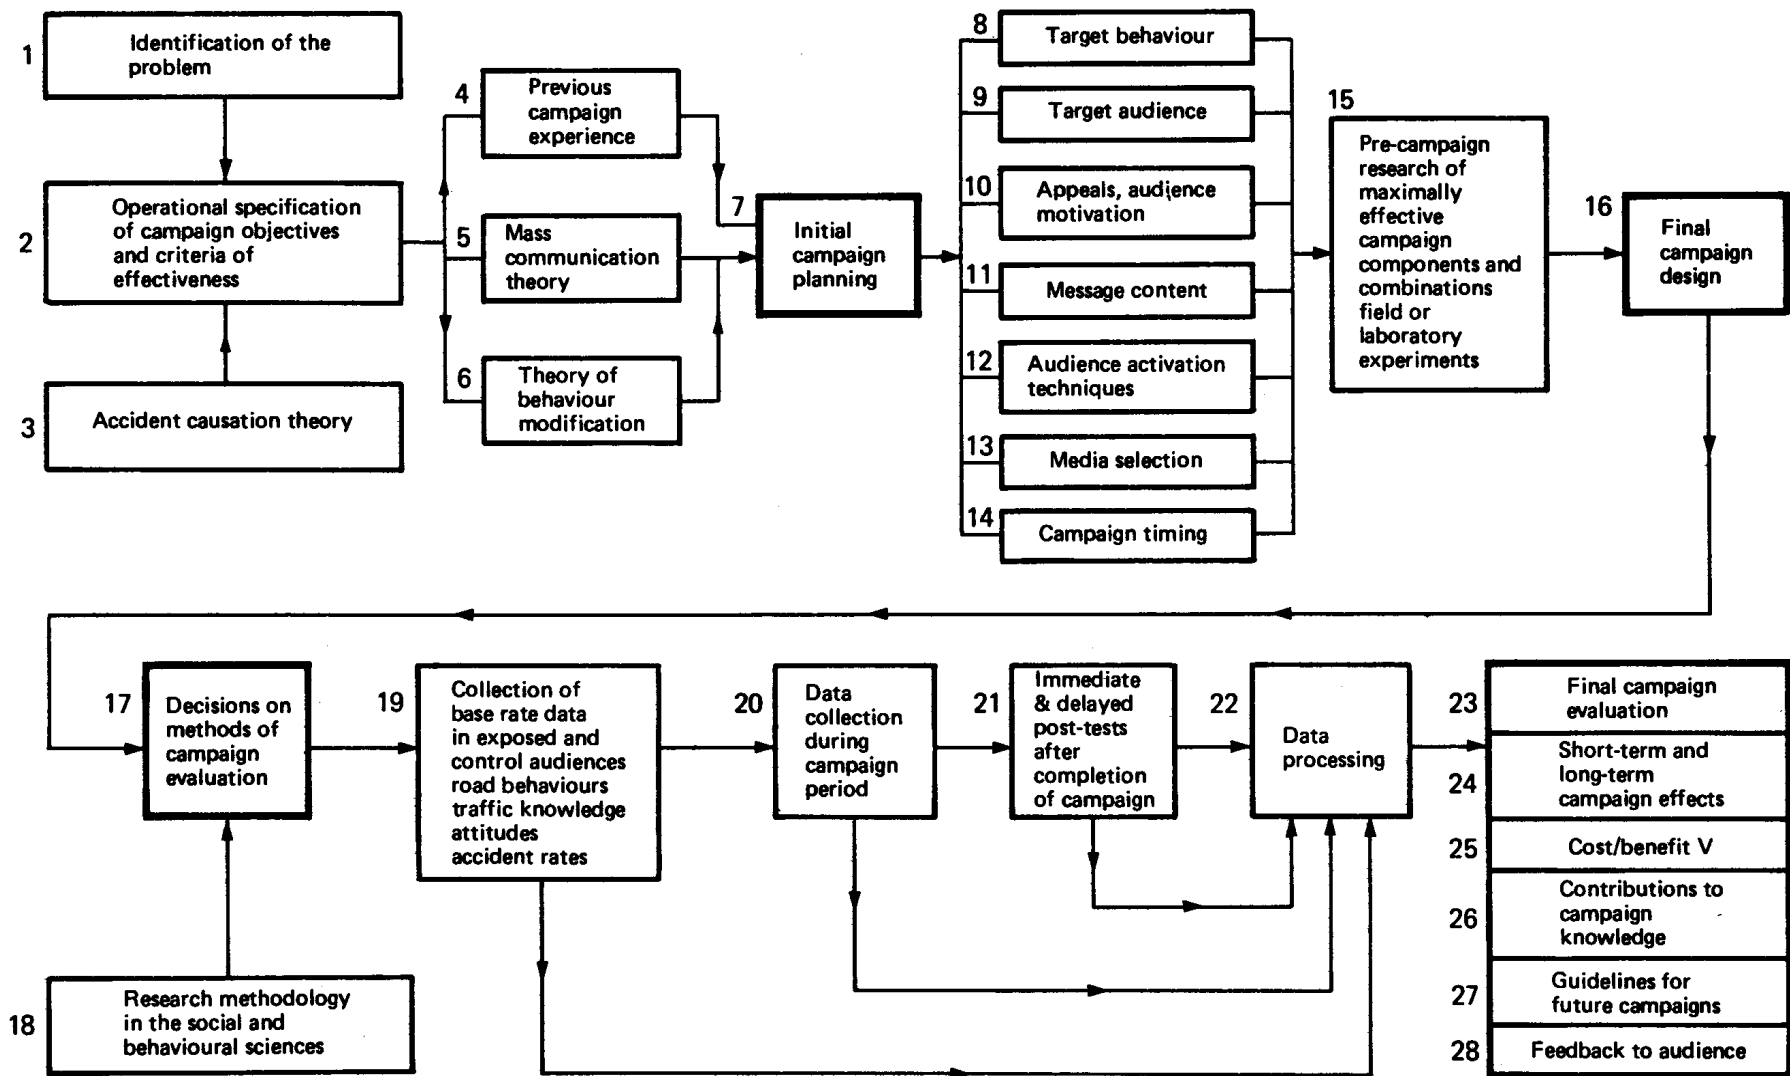 1
Identification of the
problem
2
Operational specification
of campaign objectives
and criteria of
effectiveness
3
Accident causation theory
4
Previous
campaign
experience
5
Mass
communication
theory
6
Theory of
behaviour
modification
7
Initial
campaign
planning
8
Target behaviour
9
Target audience
10
Appeals, audience
motivation
11
Message content
12
Audience activation
techniques
13
Media selection
14
Campaign timing
15
Pre-campaign
research of
maximally
effective
campaign
components and
combinations
field or
laboratory
experiments
16
Final
campaign
design
17
Decisions on
methods of
campaign
evaluation
18
Research methodology
in the social and
behavioural sciences
19
Collection of
base rate data
in exposed and
control audiences
road behaviours
traffic knowledge
attitudes
accident rates
20
Data
collection
during
campaign
period
21
Immediate
& delayed
post-tests
after
completion
of campaign
22
Data
processing
23
Final campaign
evaluation
24
Short-term and
long-term
campaign effects
25
Cost/benefit V
26
Contributions to
campaign
knowledge
27
Guidelines for
future campaigns
28
Feedback to audience